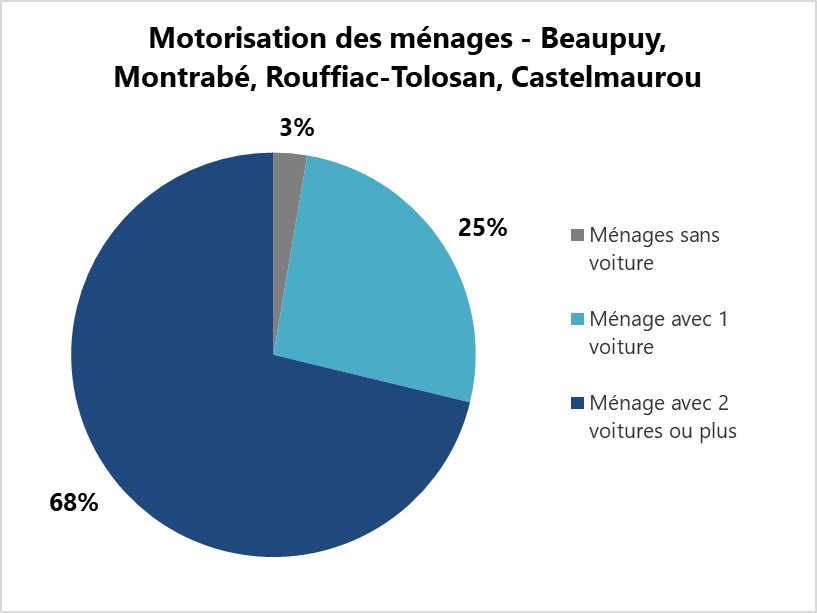 Motorisation des ménages - Beaupuy,
Montrabé, Rouffiac-Tolosan, Castelmaurou
3%
25%
68%
Ménages sans
voiture
Ménage avec 1
voiture
Ménage avec 2
voitures ou plus